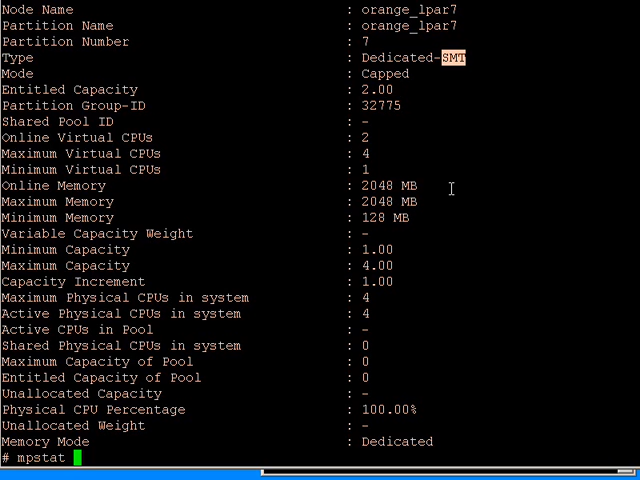 Node Name : orange_lpar7
Partition Name : orange_lpar7
Partition Number : 7
Type : Dedicated-SMT
Mode : Capped
Entitled Capacity : 2.00
Partition Group-ID : 32775
Shared Pool ID : -
Online Virtual CPUs : 2
Maximum Virtual CPUs : 4
Minimum Virtual CPUs : 1
Online Memory : 2048 MB
Maximum Memory : 2048 MB
Minimum Memory : 128 MB
Variable Capacity Weight : -
Minimum Capacity : 1.00
Maximum Capacity : 4.00
Capacity Increment : 1.00
Maximum Physical CPUs in system : 4
Active Physical CPUs in system : 4
Active CPUs in Pool : -
Shared Physical CPUs in system : 0
Maximum Capacity of Pool : 0
Entitled Capacity of Pool : 0
Unallocated Capacity : -
Physical CPU Percentage : 100.00%
Unallocated Weight : -
Memory Mode : Dedicated
# mpstat